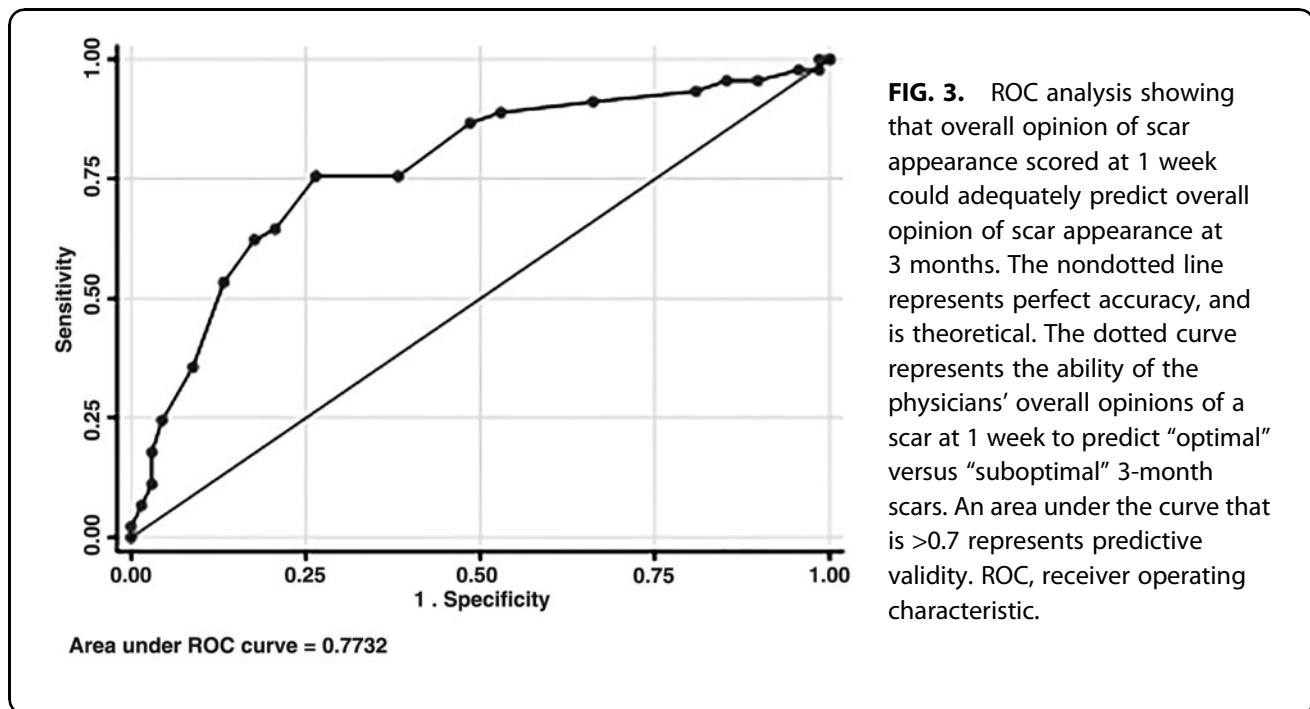 1.00
0.75
0.50
0.25
0.00
Sensitivity
0.00 0.25 0.50 0.75 1.00
1 . Specificity
Area under ROC curve = 0.7732
FIG. 3. ROC analysis showing
that overall opinion of scar
appearance scored at 1 week
could adequately predict overall
opinion of scar appearance at
3 months. The nondotted line
represents perfect accuracy, and
is theoretical. The dotted curve
represents the ability of the
physicians’ overall opinions of a
scar at 1 week to predict “optimal”
versus “suboptimal” 3-month
scars. An area under the curve that
is >0.7 represents predictive
validity. ROC, receiver operating
characteristic.